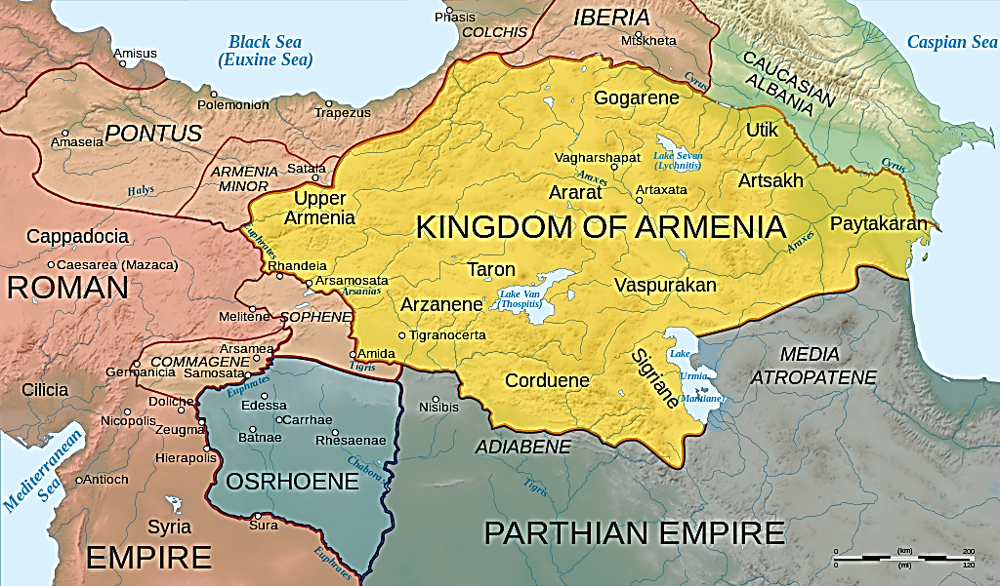 Phasis
IBERIA
COLCHIS
Mtskheta
Black Sea
(Euxine Sea)
Caspian Sea
Amisus
CAUCASIAN
ALBANIA
Cyrus
Gogarene
Polemonion
Trapezus
PONTUS
Amaseia
Utik
Vagharshapat
Lake Sevan
(Lychnitis)
Cyrus
ARMENIA
MINOR
Satala
Araxes
Artsakh
Halys
Ararat
Artaxata
Upper
Armenia
KINGDOM OF ARMENIA
Paytakaran
Cappadocia
Euphrates
Araxes
Caesarea (Mazaca)
Rhandeia
Taron
ROMAN
Arsamosata
Arsanias
Vaspurakan
Lake Van
(Thospitis)
Arzanene
Melitene
SOPHENE
Tigranocerta
Arsamea
COMMAGENE
Amida
Lake
Urmia
(Mantiane)
MEDIA
ATROPATENE
Germanicia
Samosata
Tigris
Sigriane
Corduene
Cilicia
Euphrates
Doliche
Edessa
Nisibis
Nicopolis
Zeugma
Carrhae
Batnae
Rhesaenae
Mediterranean
Sea
Hierapolis
ADIABENE
Chaboras
Antioch
OSRHOENE
Tigris
Syria
Sura
PARTHIAN EMPIRE
EMPIRE
Euphrates
0 (km) 200
0 (mi) 120